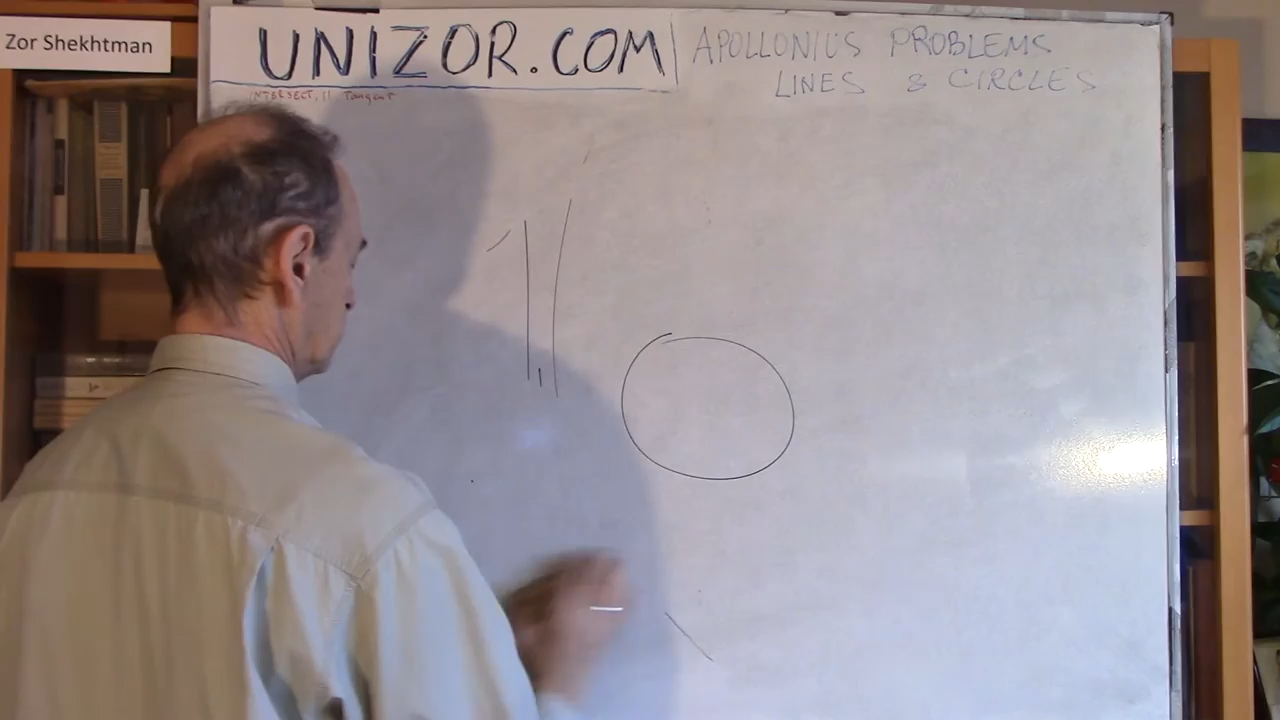 Zor Shekhtman
UNIZOR.COM
APOLLONIUS PROBLEMS
LINES & CIRCLES
INTERSECT, || Tangent